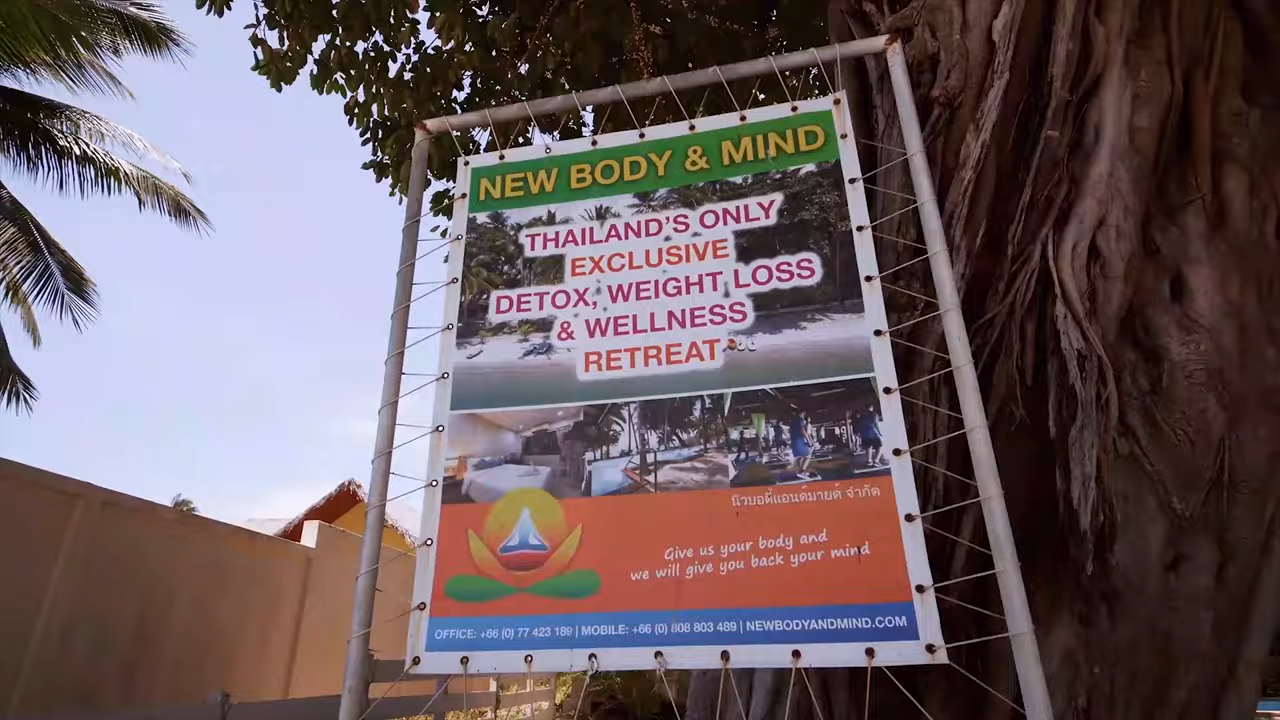 NEW BODY & MIND
THAILAND'S ONLY
EXCLUSIVE
DETOX, WEIGHT LOSS
& WELLNESS
RETREAT
นิวบอดี้แอนด์มายด์ จำกัด
Give us your body and
we will give you back your mind
OFFICE: +66 (0) 77 423 189 | MOBILE: +66 (0) 808 803 489 | NEWBODYANDMIND.COM